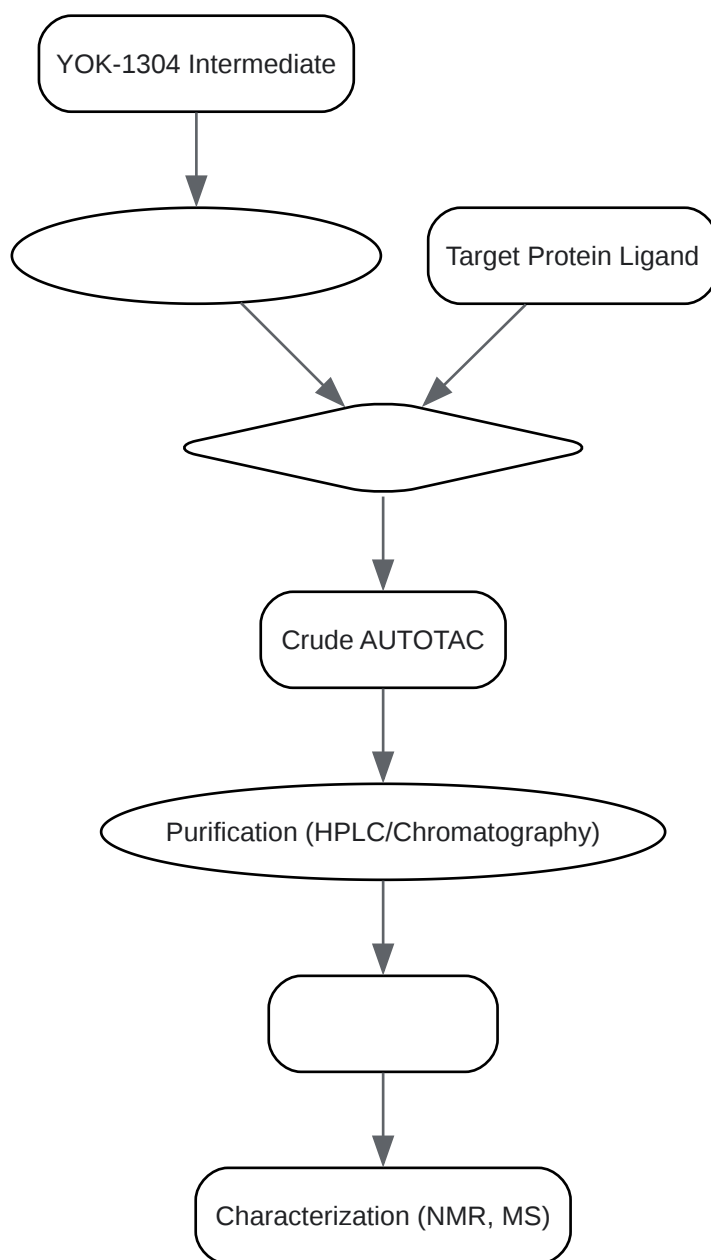 YOK-1304 Intermediate
Target Protein Ligand
Crude AUTOTAC
Purification (HPLC/Chromatography)
Characterization (NMR, MS)